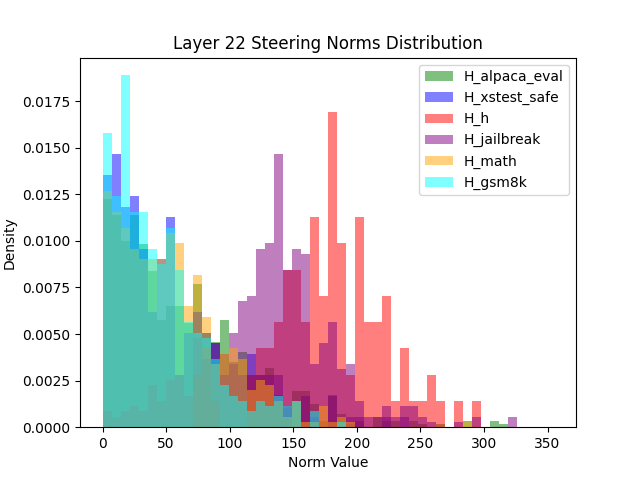 Layer 22 Steering Norms Distribution
H_alpaca_eval
H_xstest_safe
H_h
H_jailbreak
H_math
H_gsm8k
0.0175
0.0150
0.0125
0.0100
0.0075
0.0050
0.0025
0.0000
Density
0 50 100 150 200 250 300 350
Norm Value